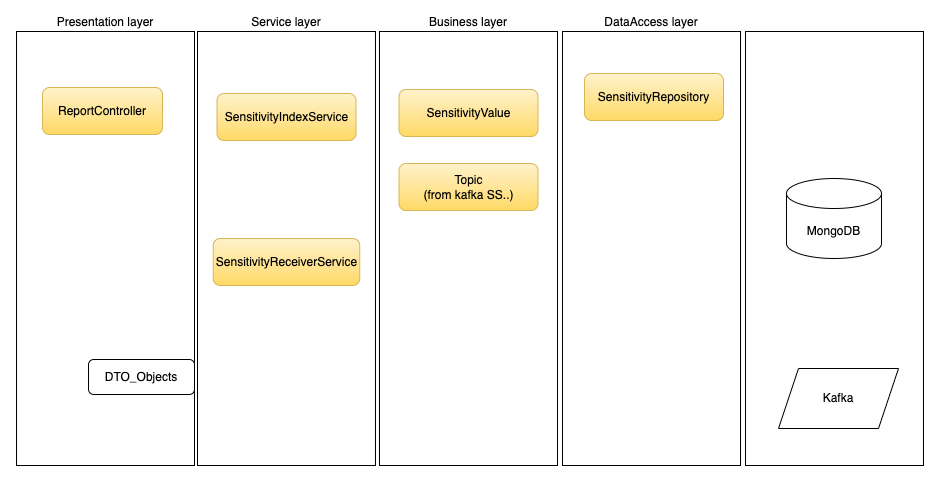 Presentation layer
Service layer
Business layer
DataAccess layer
ReportController
SensitivityIndexService
SensitivityValue
SensitivityRepository
Topic
(from kafka SS..)
MongoDB
SensitivityReceiverService
DTO_Objects
Kafka